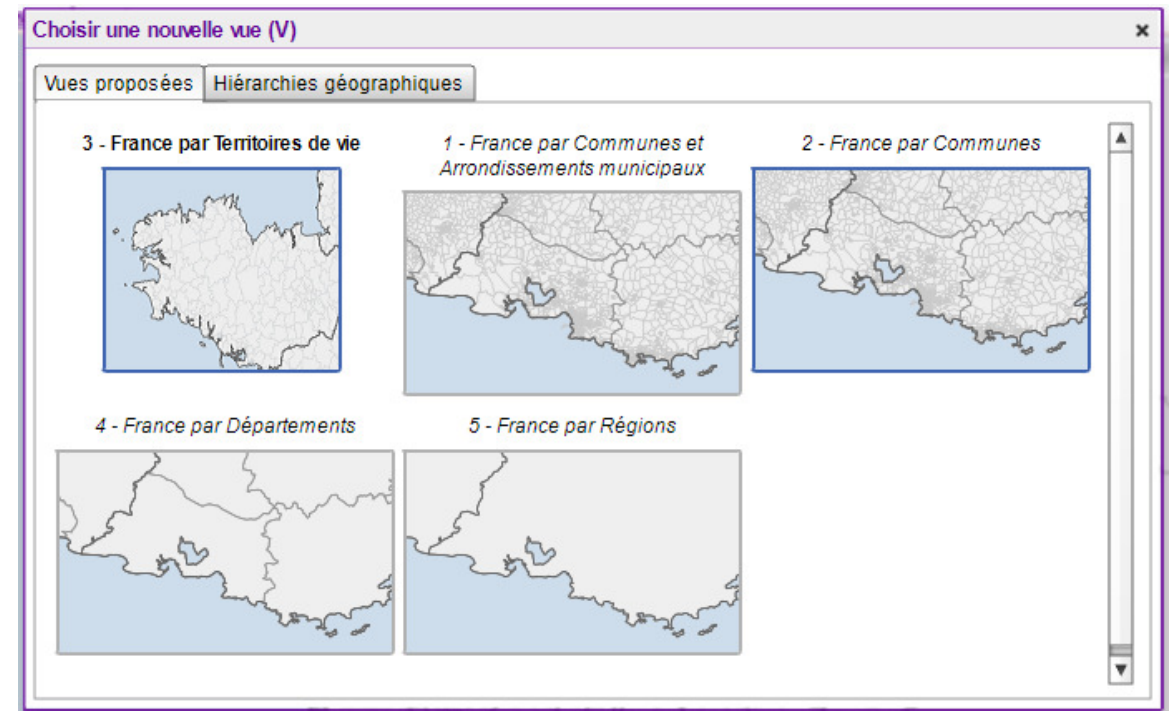 Choisir une nouvelle vue (V)
Vues proposées
Hiérarchies géographiques
3 - France par Territoires de vie
1 - France par Communes et
Arrondissements municipaux
2 - France par Communes
4 - France par Départements
5 - France par Régions